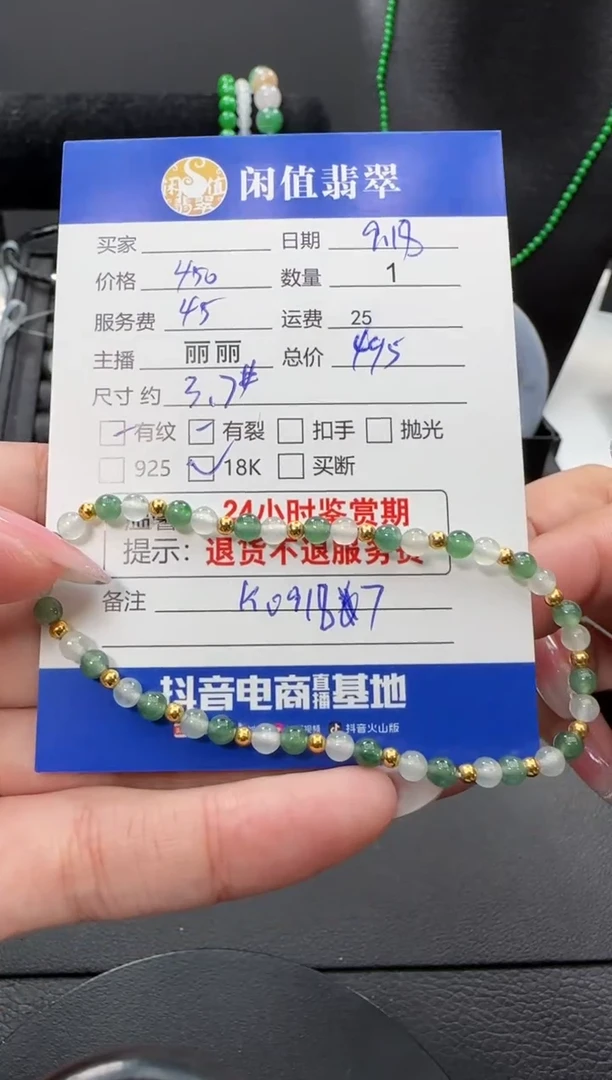 闲值翡翠 闲值翡翠
买家 日期 9.18
价格 450 数量 1
服务费 45 运费 25
主播 丽丽 总价 495
尺寸 约 3.7#
有纹 有裂 扣手 抛光
925 18K 买断
24小时鉴赏期
提示：退货不退服务费
备注
抖音电商直播基地
抖音火山版